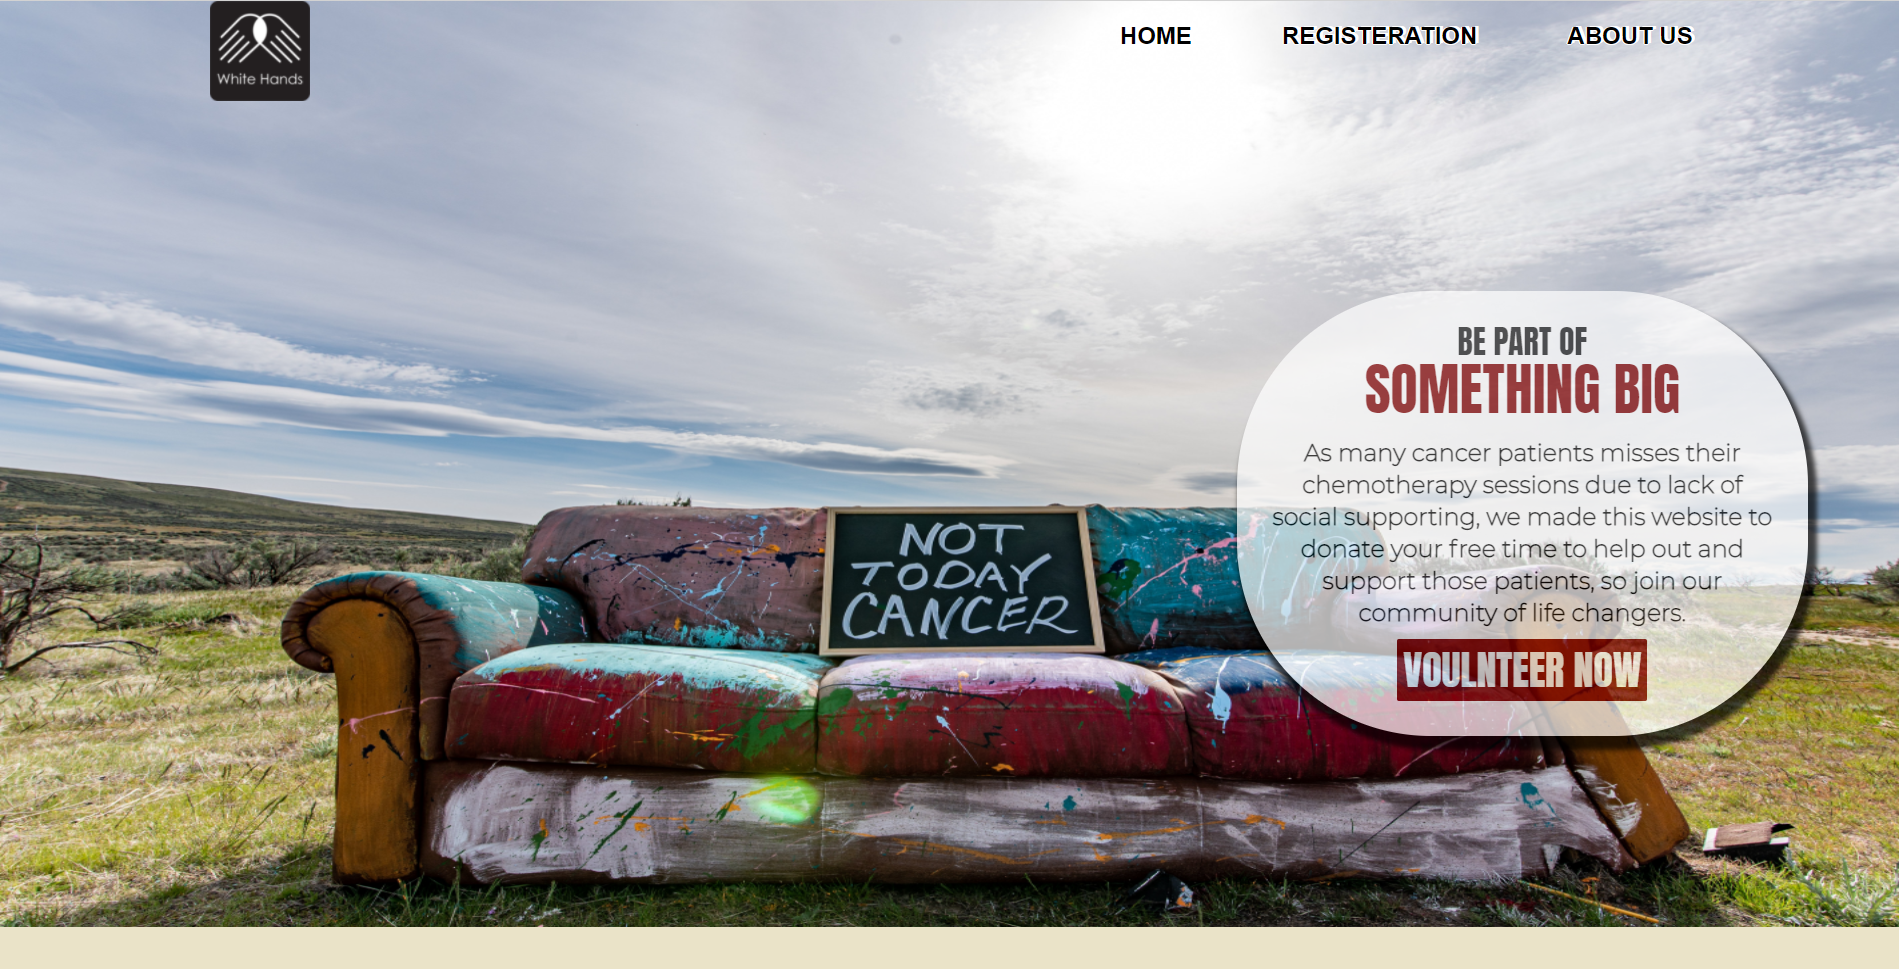 White Hands
HOME
REGISTERATION
ABOUT US
BE PART OF
SOMETHING BIG
As many cancer patients misses their
chemotherapy sessions due to lack of
social supporting, we made this website to
donate your free time to help out and
support those patients, so join our
community of life changers.
VOULNTEER NOW
NOT
TODAY
CANCER